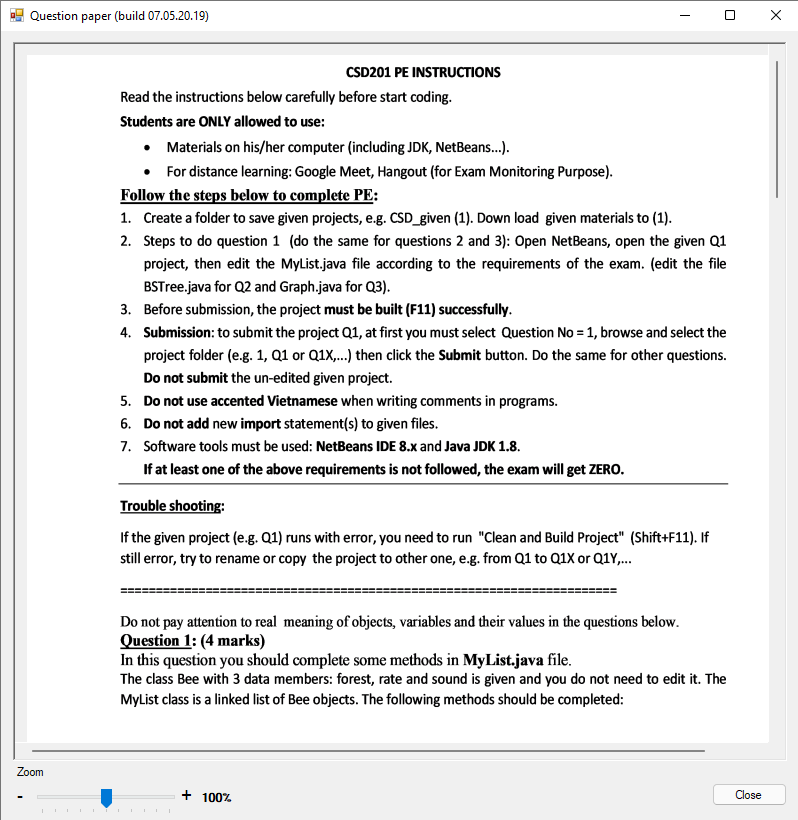 Question paper (build 07.05.20.19)
CSD201 PE INSTRUCTIONS
Read the instructions below carefully before start coding.
Students are ONLY allowed to use:
• Materials on his/her computer (including JDK, NetBeans...).
• For distance learning: Google Meet, Hangout (for Exam Monitoring Purpose).
Follow the steps below to complete PE:
1. Create a folder to save given projects, e.g. CSD_given (1). Down load given materials to (1).
2. Steps to do question 1 (do the same for questions 2 and 3): Open NetBeans, open the given Q1
project, then edit the MyList.java file according to the requirements of the exam. (edit the file
BSTree.java for Q2 and Graph.java for Q3).
3. Before submission, the project must be built (F11) successfully.
4. Submission: to submit the project Q1, at first you must select Question No = 1, browse and select the
project folder (e.g. 1, Q1 or Q1X,...) then click the Submit button. Do the same for other questions.
Do not submit the un-edited given project.
5. Do not use accented Vietnamese when writing comments in programs.
6. Do not add new import statement(s) to given files.
7. Software tools must be used: NetBeans IDE 8.x and Java JDK 1.8.
If at least one of the above requirements is not followed, the exam will get ZERO.
Trouble shooting:
If the given project (e.g. Q1) runs with error, you need to run "Clean and Build Project" (Shift+F11). If
still error, try to rename or copy the project to other one, e.g. from Q1 to Q1X or Q1Y,...
======================================================================
Do not pay attention to real meaning of objects, variables and their values in the questions below.
Question 1: (4 marks)
In this question you should complete some methods in MyList.java file.
The class Bee with 3 data members: forest, rate and sound is given and you do not need to edit it. The
MyList class is a linked list of Bee objects. The following methods should be completed:
Zoom
- + 100%
Close